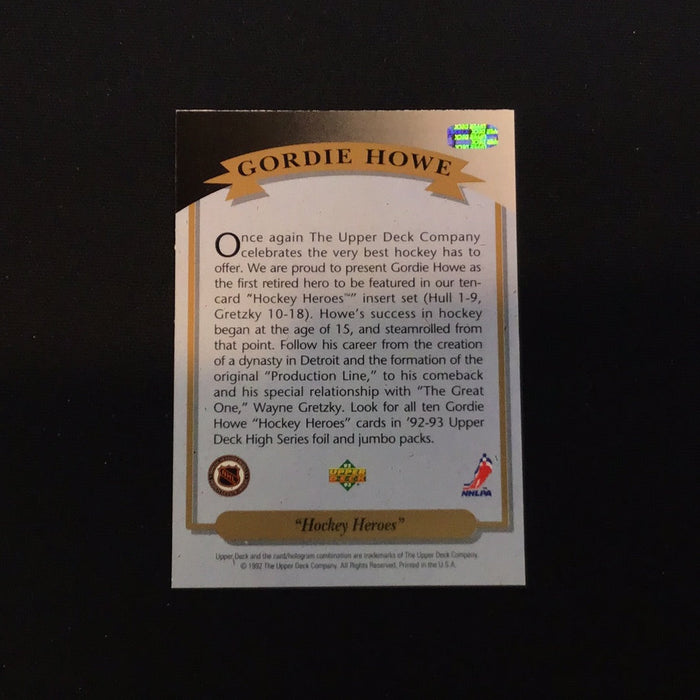 GORDIE HOWE
Once again The Upper Deck Company
celebrates the very best hockey has to
offer. We are proud to present Gordie Howe as
the first retired hero to be featured in our ten-
card "Hockey Heroes™" insert set (Hull 1-9,
Gretzky 10-18). Howe's success in hockey
began at the age of 15, and steamrolled from
that point. Follow his career from the creation
of a dynasty in Detroit and the formation of the
original "Production Line," to his comeback
and his special relationship with "The Great
One," Wayne Gretzky. Look for all ten Gordie
Howe "Hockey Heroes" cards in '92-93 Upper
Deck High Series foil and jumbo packs.
NHL
UPPER
DECK
NHLPA
"Hockey Heroes"
Upper Deck and the card/hologram combination are trademarks of The Upper Deck Company.
© 1992 The Upper Deck Company. All Rights Reserved. Printed in the U.S.A.